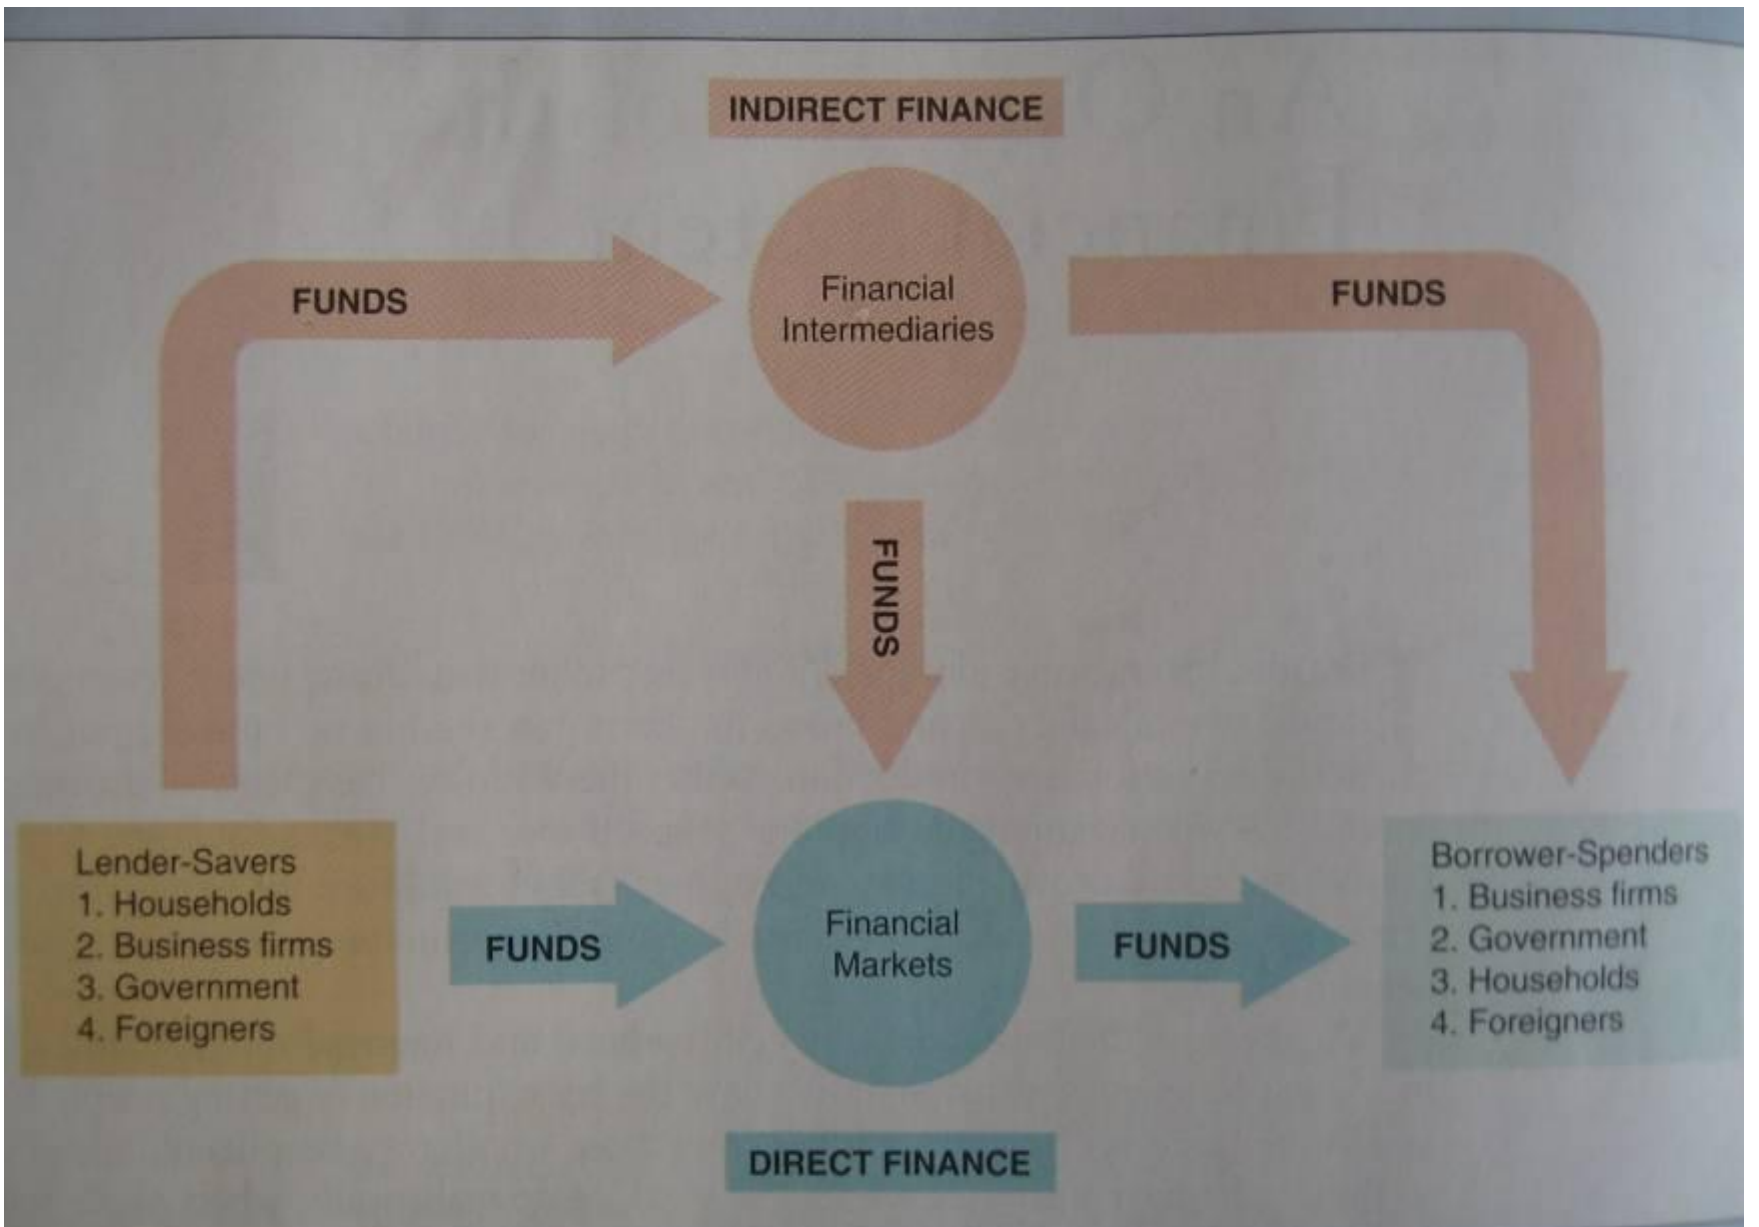 INDIRECT FINANCE
FUNDS
Financial
Intermediaries
FUNDS
FUNDS
Lender-Savers
1. Households
2. Business firms
3. Government
4. Foreigners
FUNDS
Financial
Markets
FUNDS
Borrower-Spenders
1. Business firms
2. Government
3. Households
4. Foreigners
DIRECT FINANCE